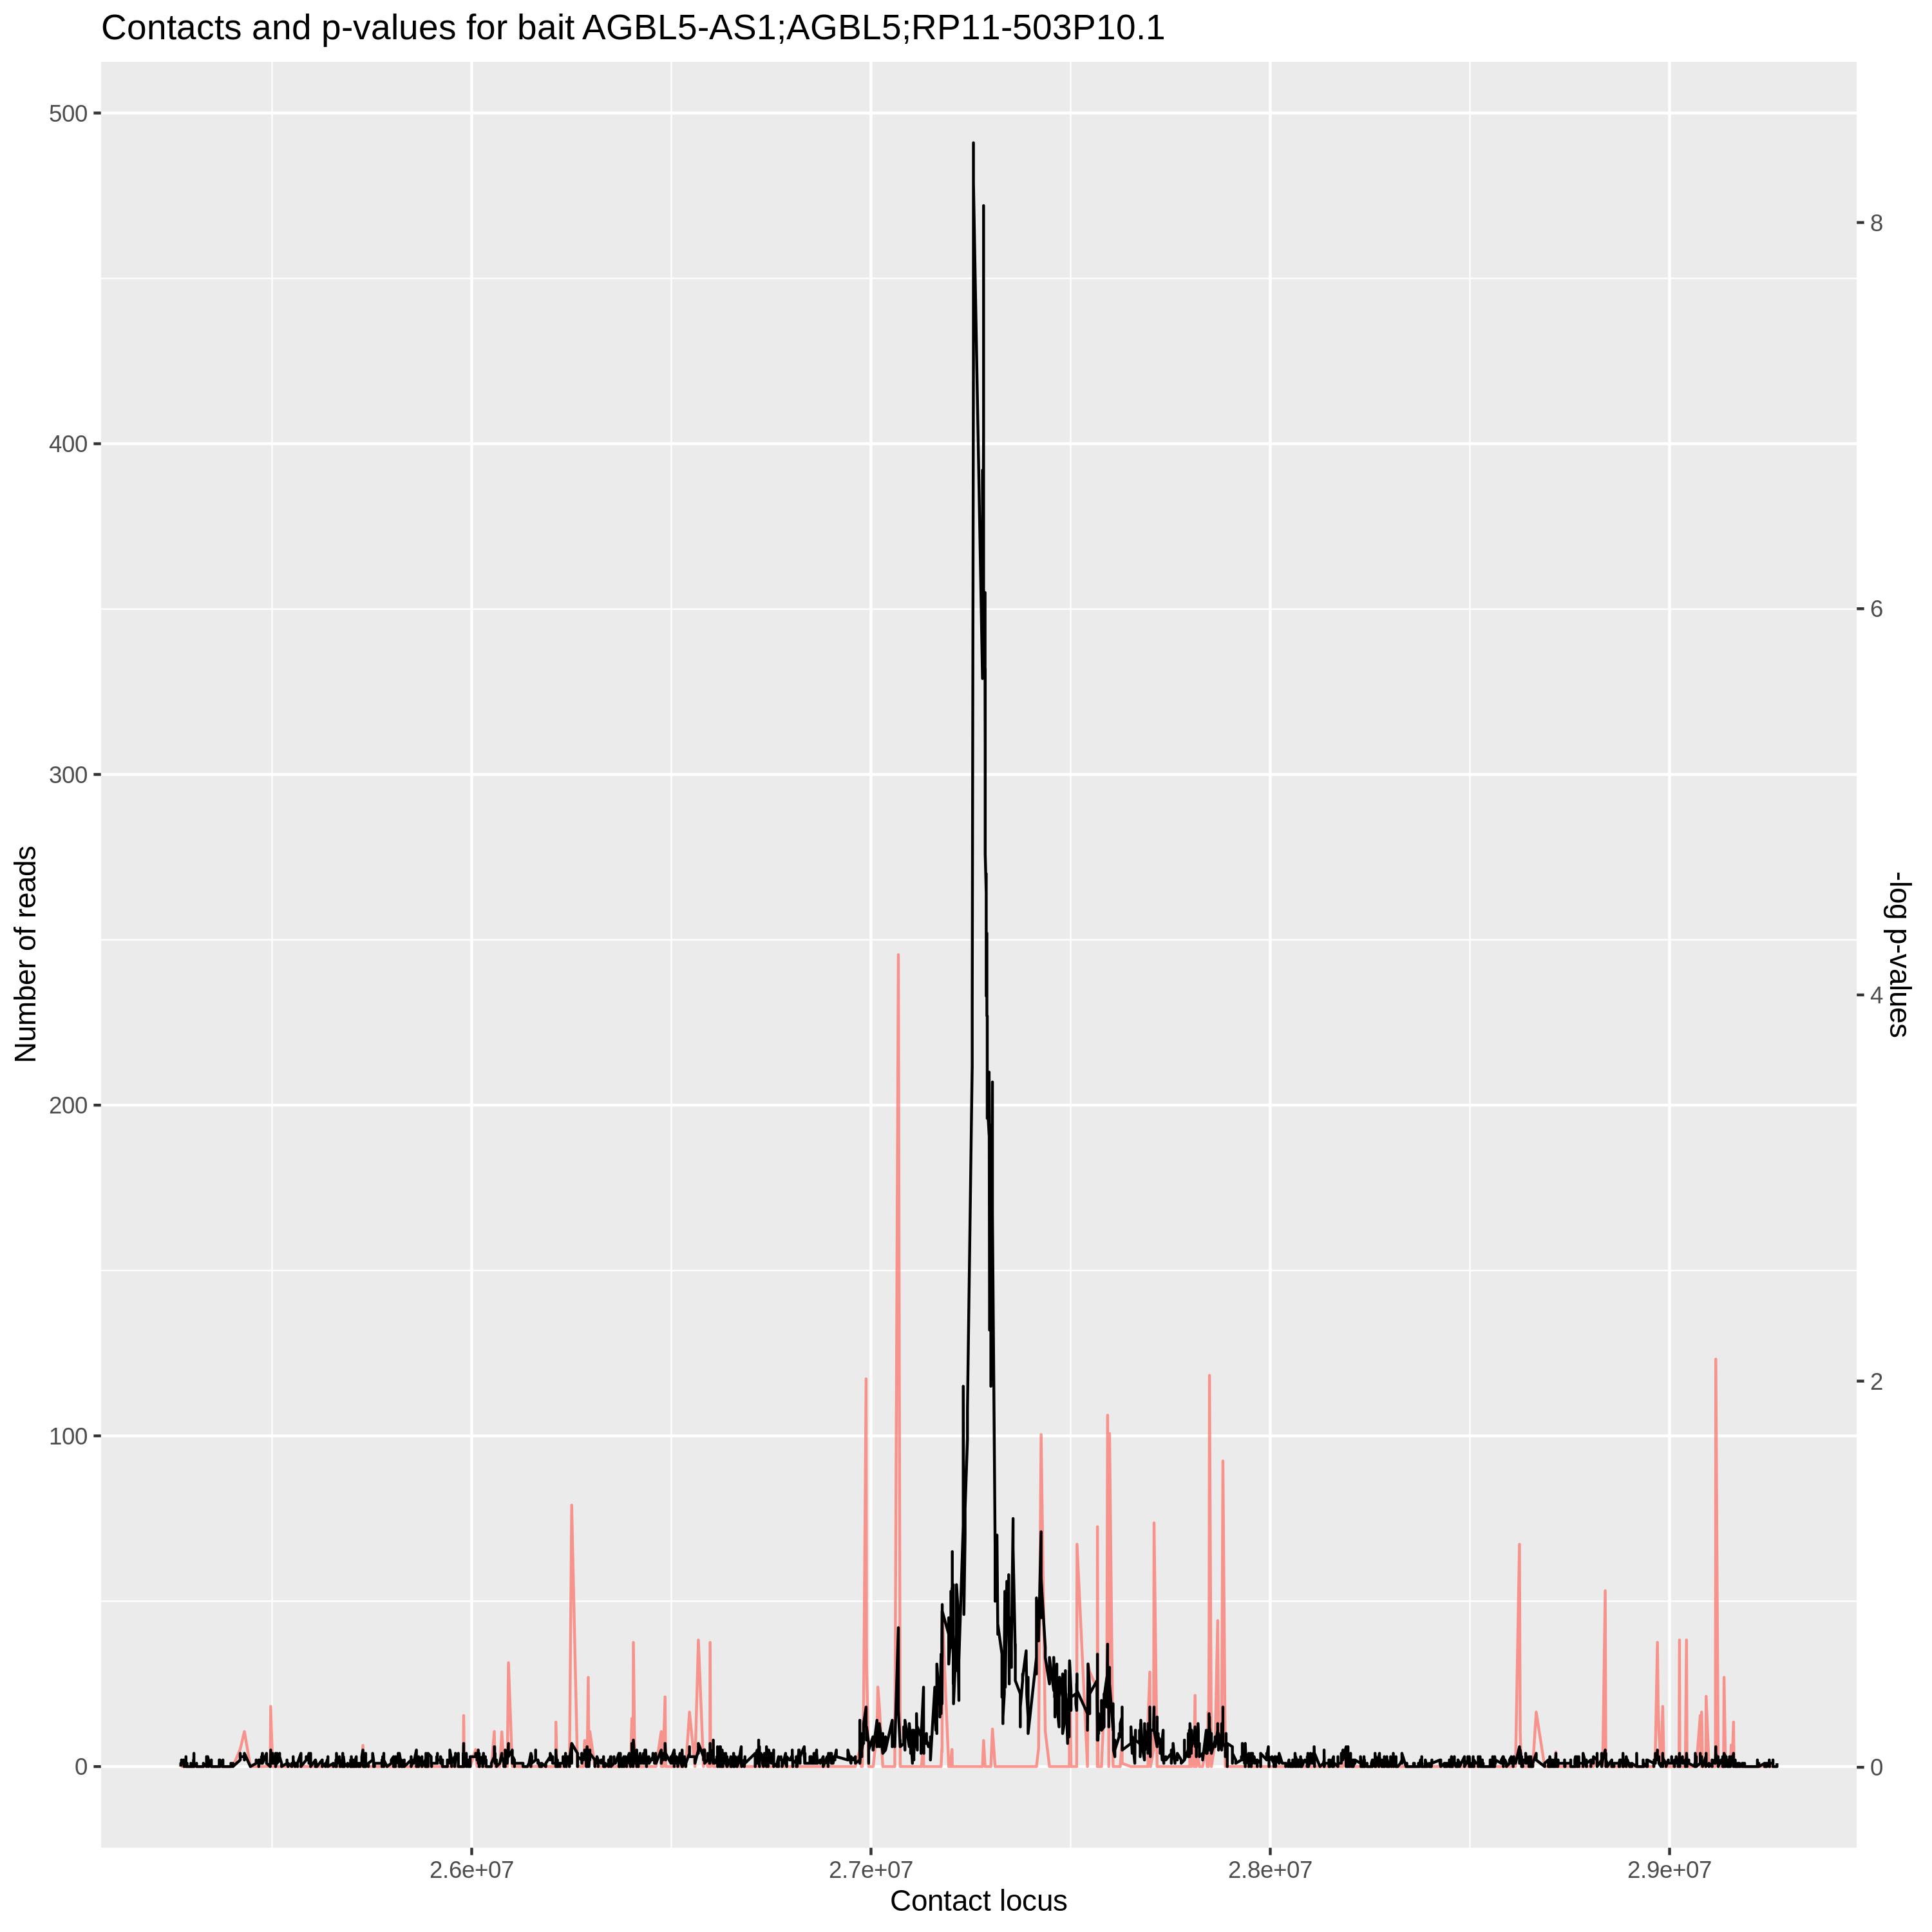 Contacts and p-values for bait AGBL5-AS1;AGBL5;RP11-503P10.1
500
400
300
200
100
0
Number of reads
8
6
4
2
0
-log p-values
2.6e+07 2.7e+07 2.8e+07 2.9e+07
Contact locus